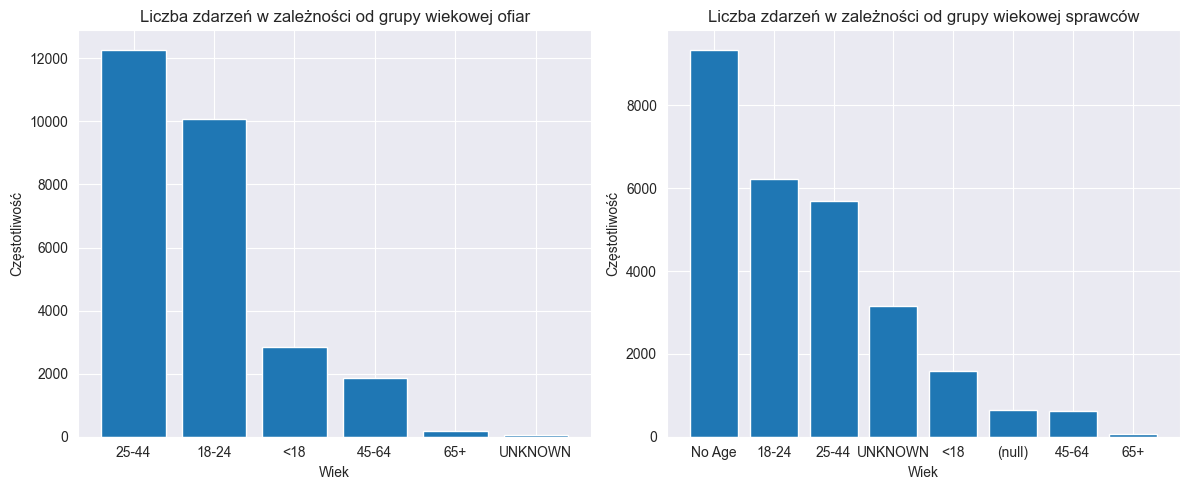 Liczba zdarzeń w zależności od grupy wiekowej ofiar
Częstotliwość
12000
10000
8000
6000
4000
2000
0
25-44 18-24 <18 45-64 65+ UNKNOWN
Wiek
Liczba zdarzeń w zależności od grupy wiekowej sprawców
Częstotliwość
8000
6000
4000
2000
0
No Age 18-24 25-44 UNKNOWN <18 (null) 45-64 65+
Wiek